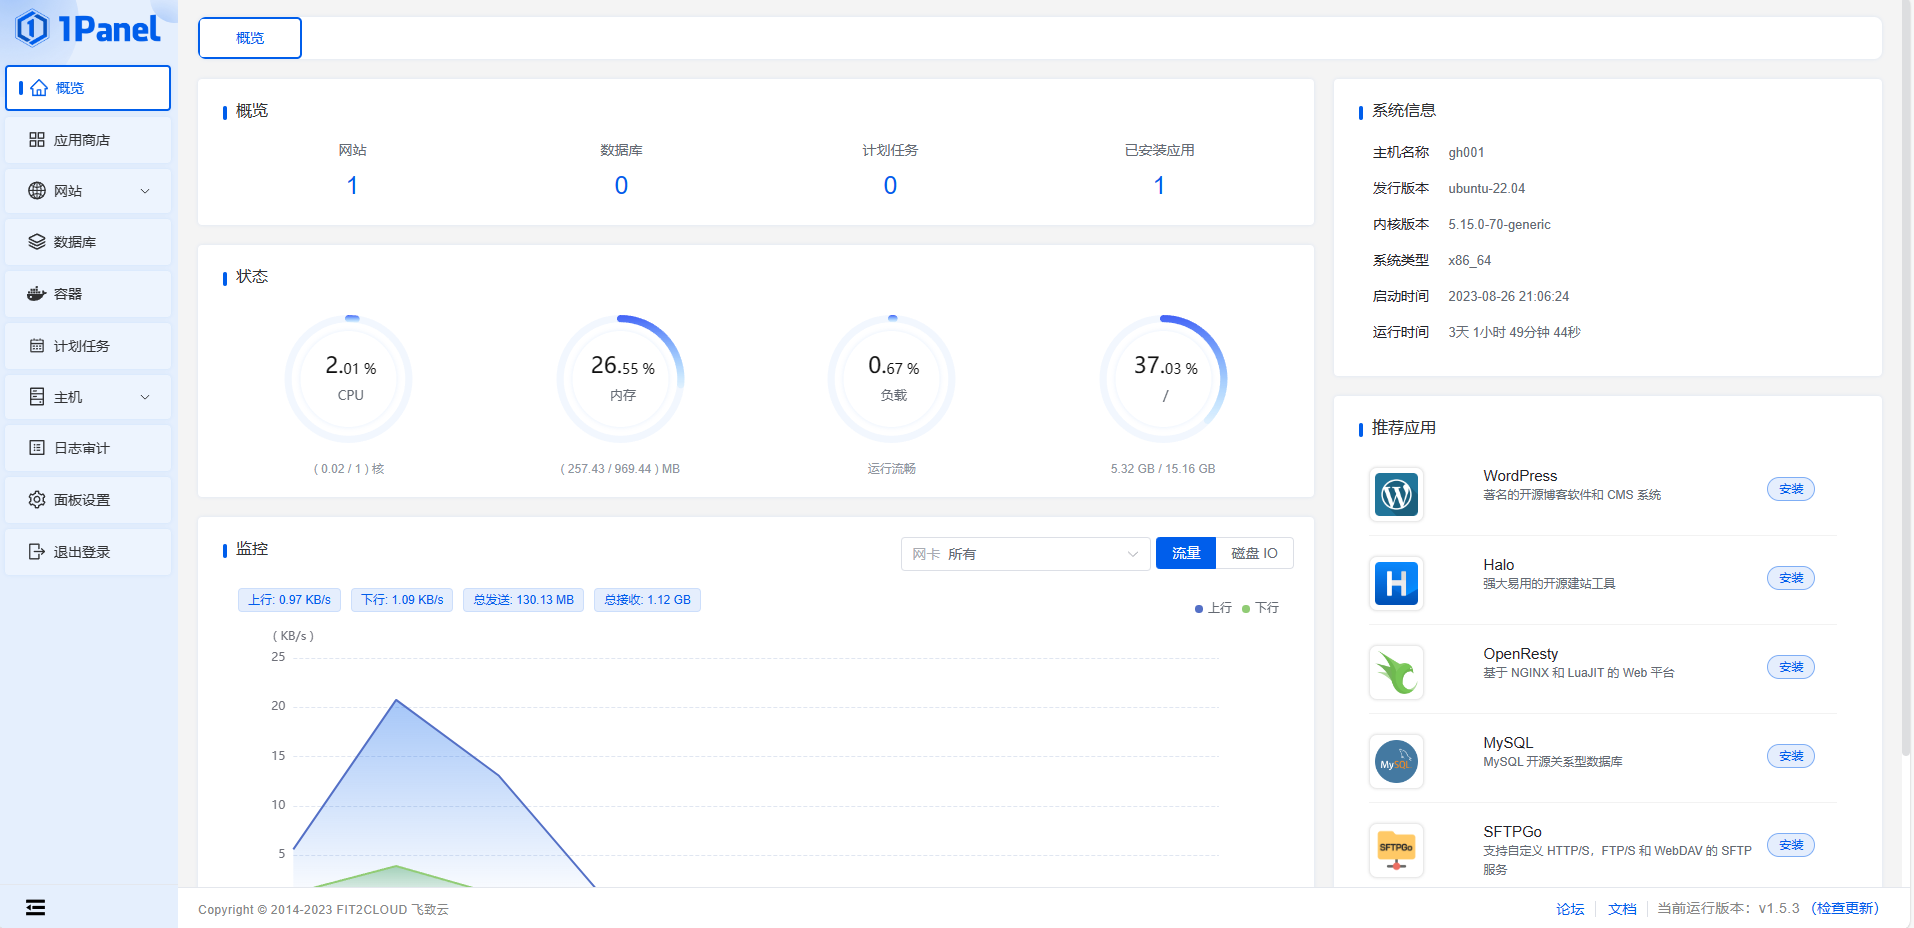 1Panel
概览
应用商店
网站
数据库
容器
计划任务
主机
日志审计
面板设置
退出登录
概览
概览
网站
1
数据库
0
计划任务
0
已安装应用
1
状态
2.01 %
CPU
( 0.02 / 1 ) 核
26.55 %
内存
( 257.43 / 969.44 ) MB
0.67 %
负载
运行流畅
37.03 %
/
5.32 GB / 15.16 GB
监控
网卡 所有
流量
磁盘 IO
上行: 0.97 KB/s
下行: 1.09 KB/s
总发送: 130.13 MB
总接收: 1.12 GB
上行
下行
( KB/s )
25
20
15
10
5
系统信息
主机名称 gh001
发行版本 ubuntu-22.04
内核版本 5.15.0-70-generic
系统类型 x86_64
启动时间 2023-08-26 21:06:24
运行时间 3天 1小时 49分钟 44秒
推荐应用
WordPress
著名的开源博客软件和 CMS 系统
安装
H
Halo
强大易用的开源建站工具
安装
OpenResty
基于 NGINX 和 LuaJIT 的 Web 平台
安装
MySQL
MySQL
MySQL 开源关系型数据库
安装
SFTPGo
SFTPGo
支持自定义 HTTP/S，FTP/S 和 WebDAV 的 SFTP
服务
安装
Copyright © 2014-2023 FIT2CLOUD 飞致云
论坛
文档
当前运行版本： v1.5.3 （检查更新）